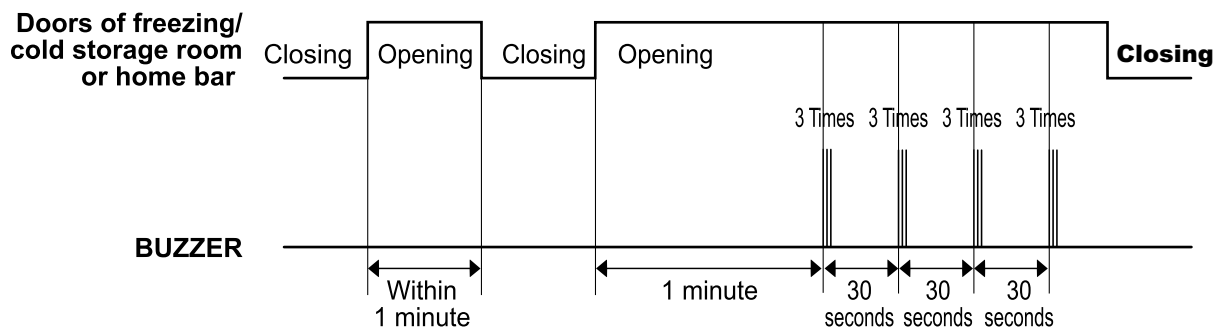 Doors of freezing/
cold storage room
or home bar
Closing
Opening
Closing
Opening
Closing
3 Times
3 Times
3 Times
3 Times
BUZZER
Within
1 minute
1 minute
30
seconds
30
seconds
30
seconds